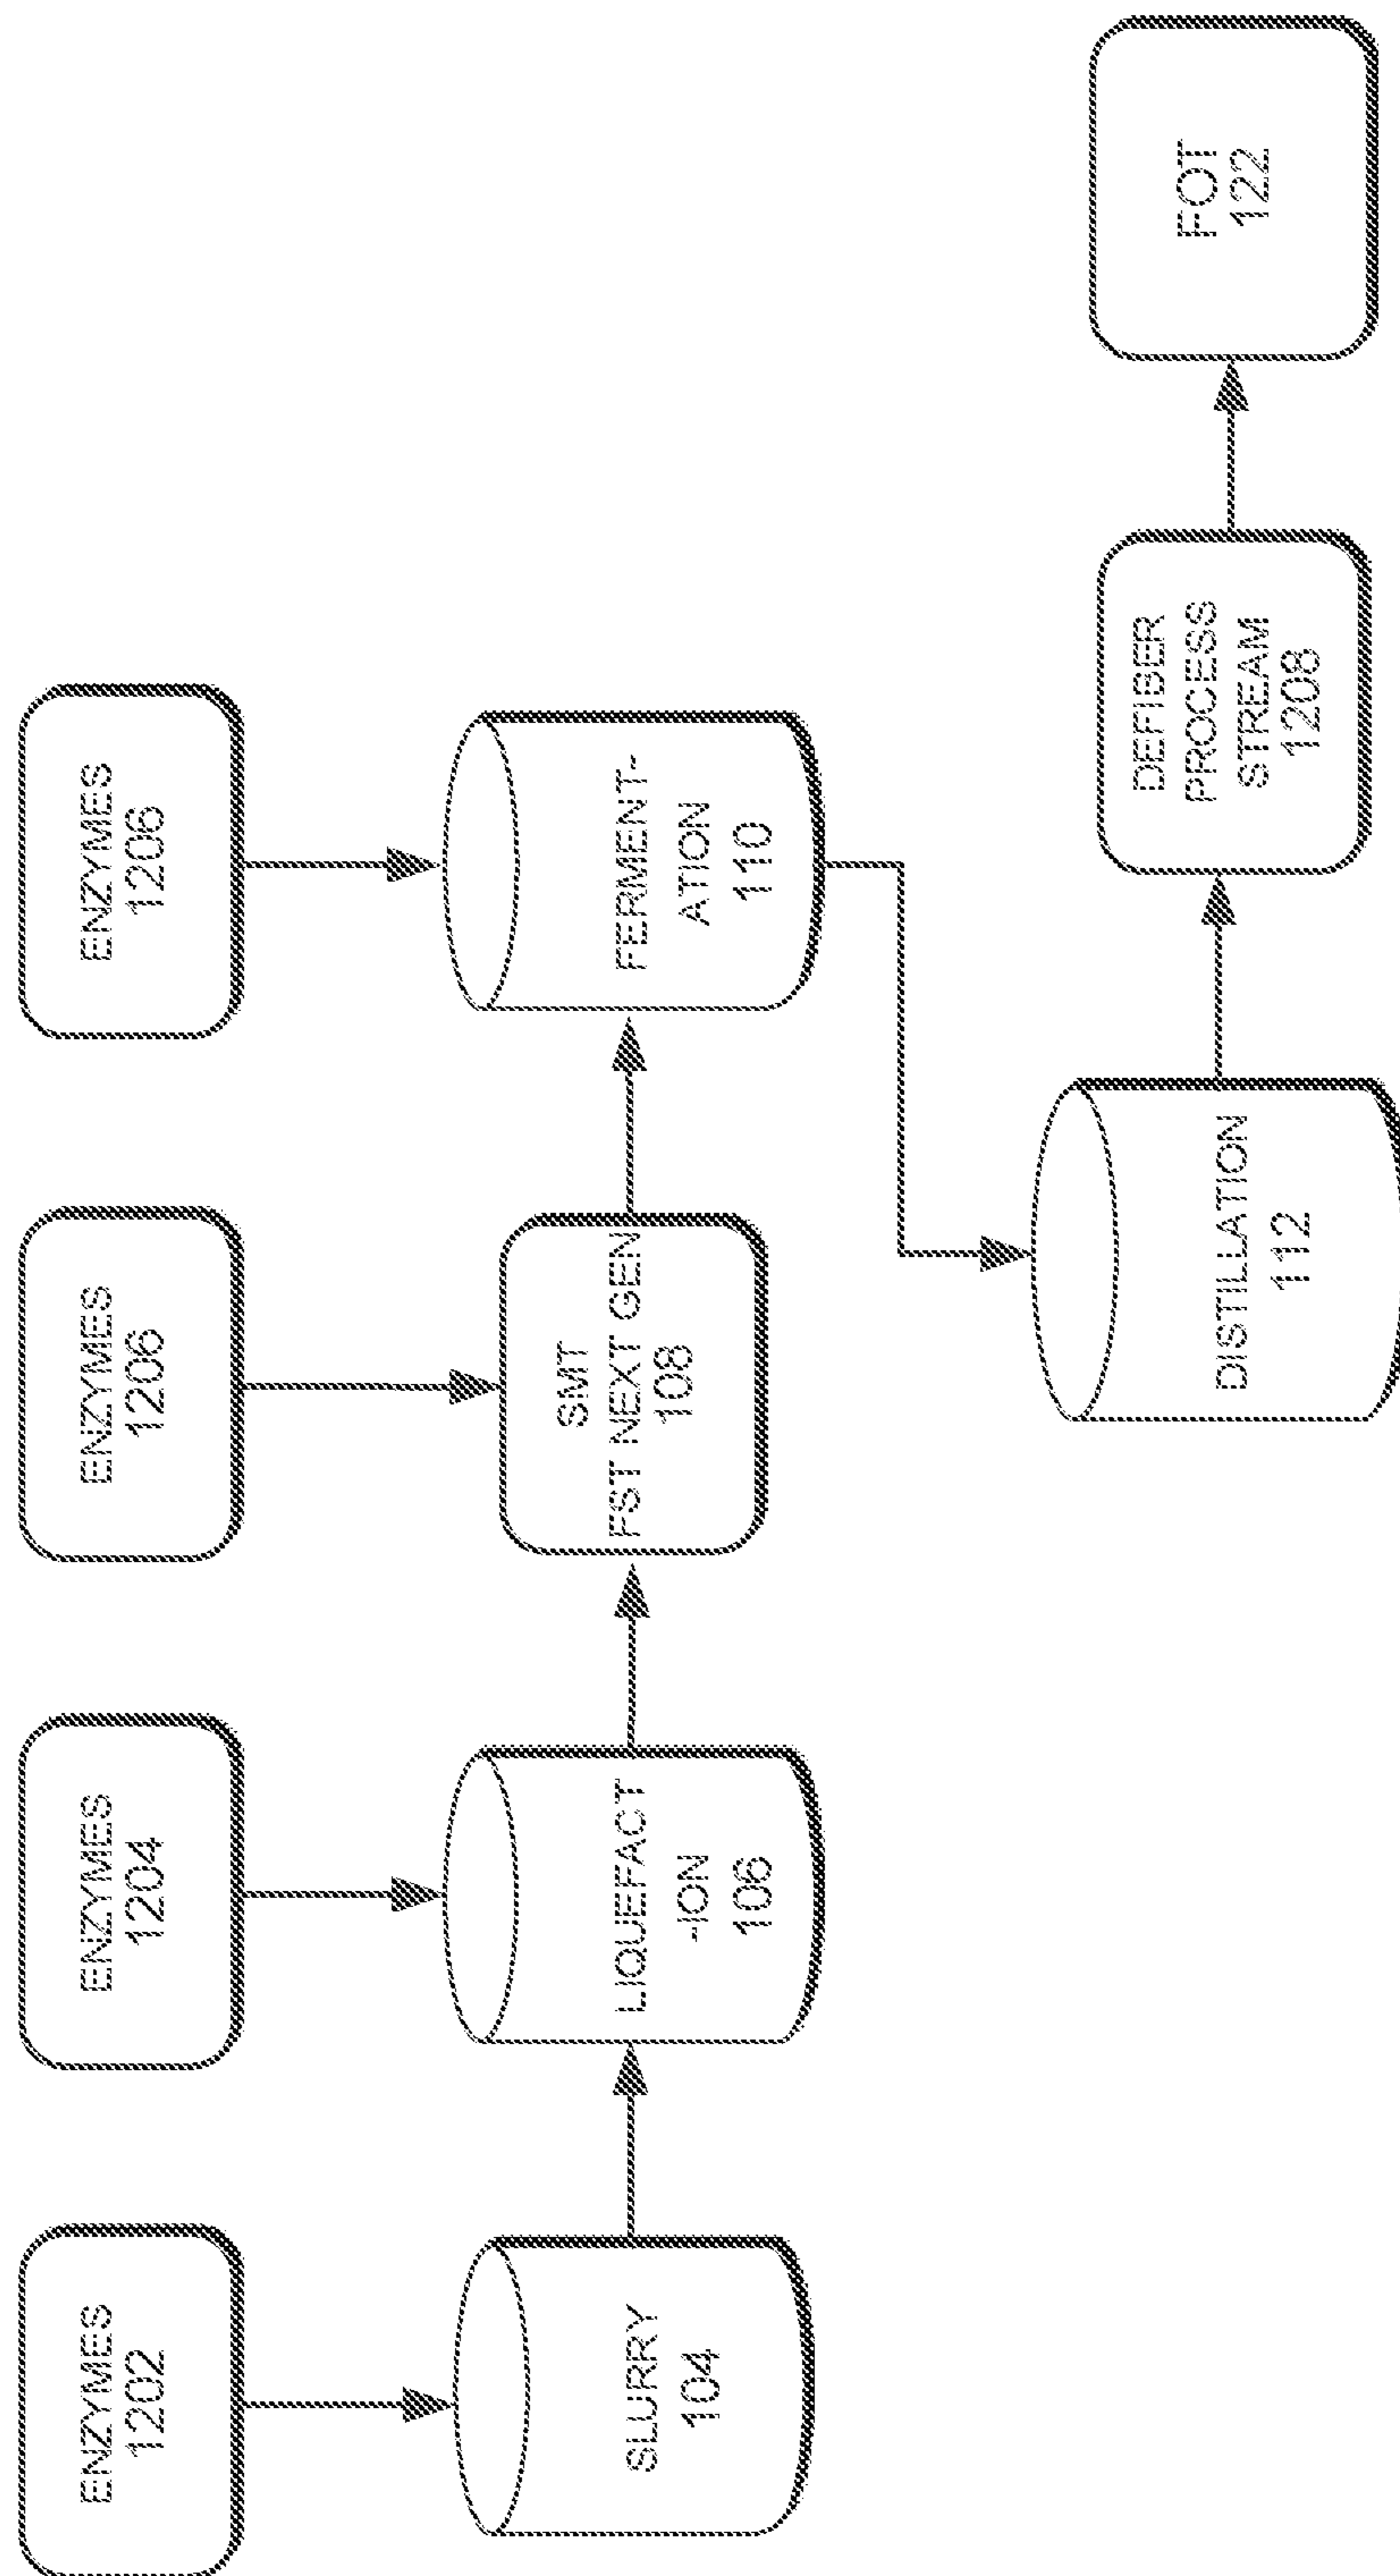 ENZYMES
1202
ENZYMES
1204
ENZYMES
1206
ENZYMES
1206
SLURRY
104
LIQUEFACT
-ION
106
SMT
FST NEXT GEN
108
FERMENT-
ATION
110
DISTILLATION
112
DEFIBER
PROCESS
STREAM
1208
FOT
122